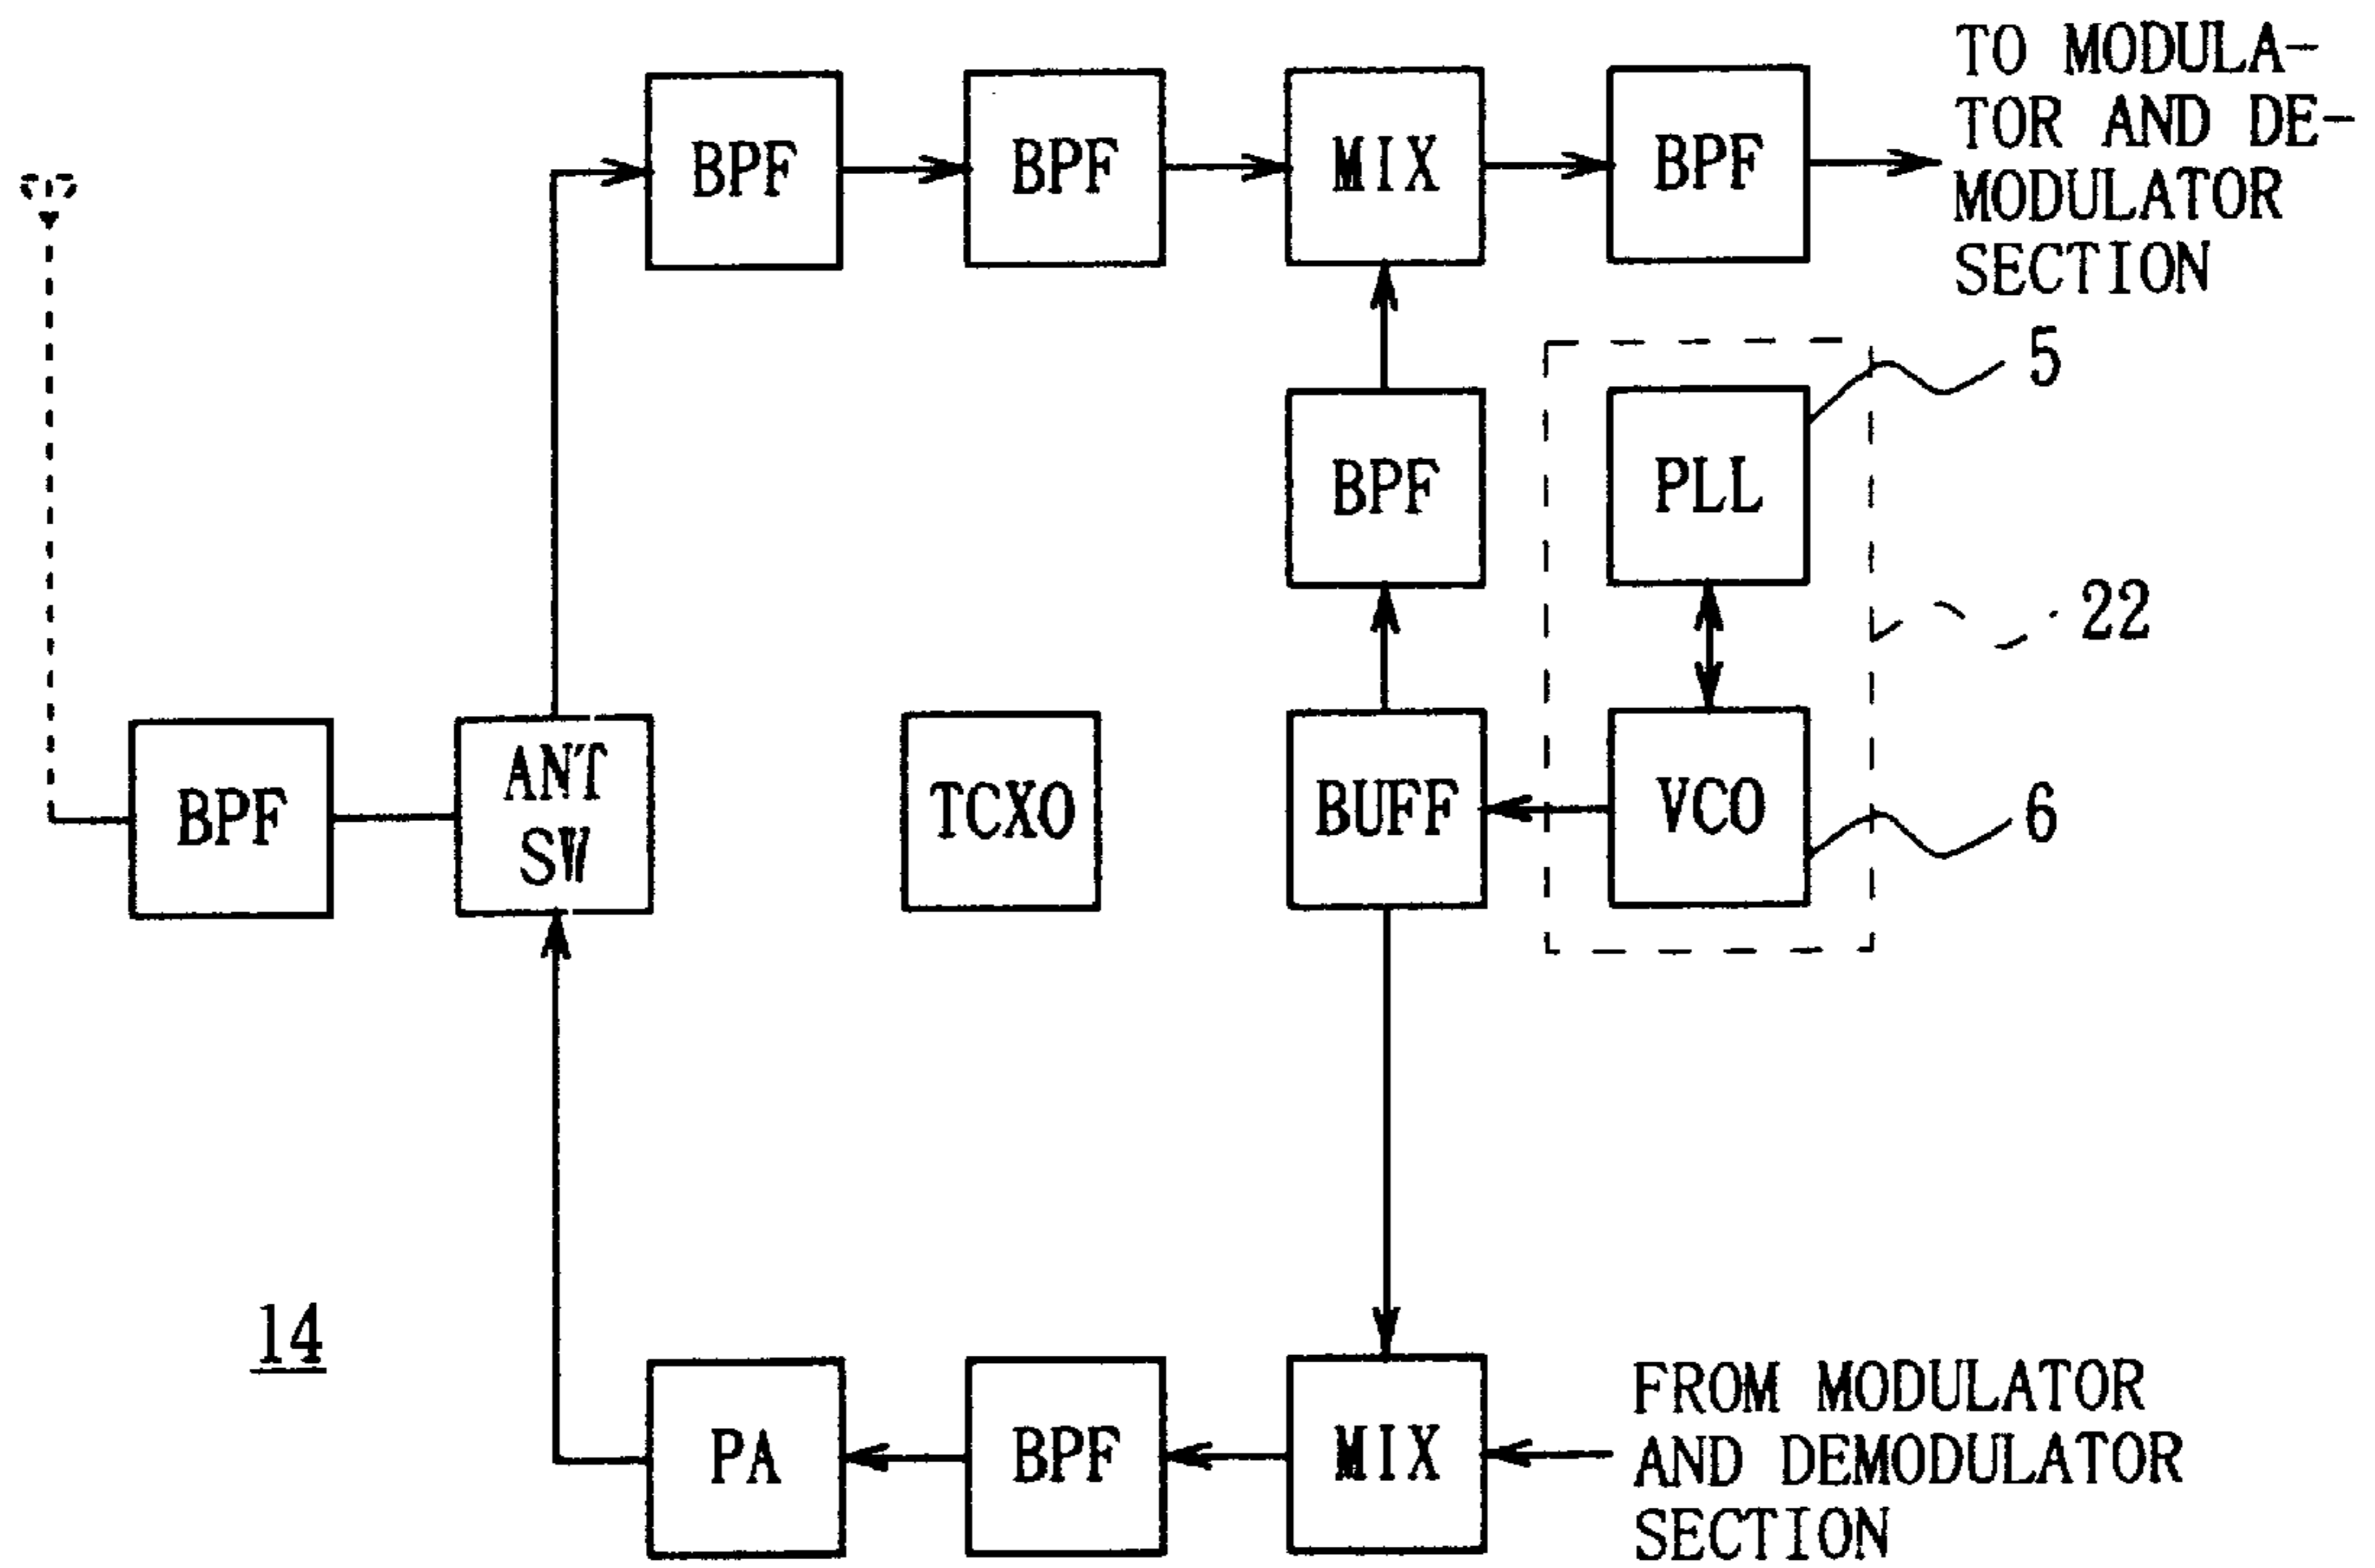 BPF
BPF
MIX
BPF
TO MODULA-
TOR AND DE-
MODULATOR
SECTION
5
BPF
PLL
22
BPF
ANT
SW
TCXO
BUFF
VCO
6
14
PA
BPF
MIX
FROM MODULATOR
AND DEMODULATOR
SECTION